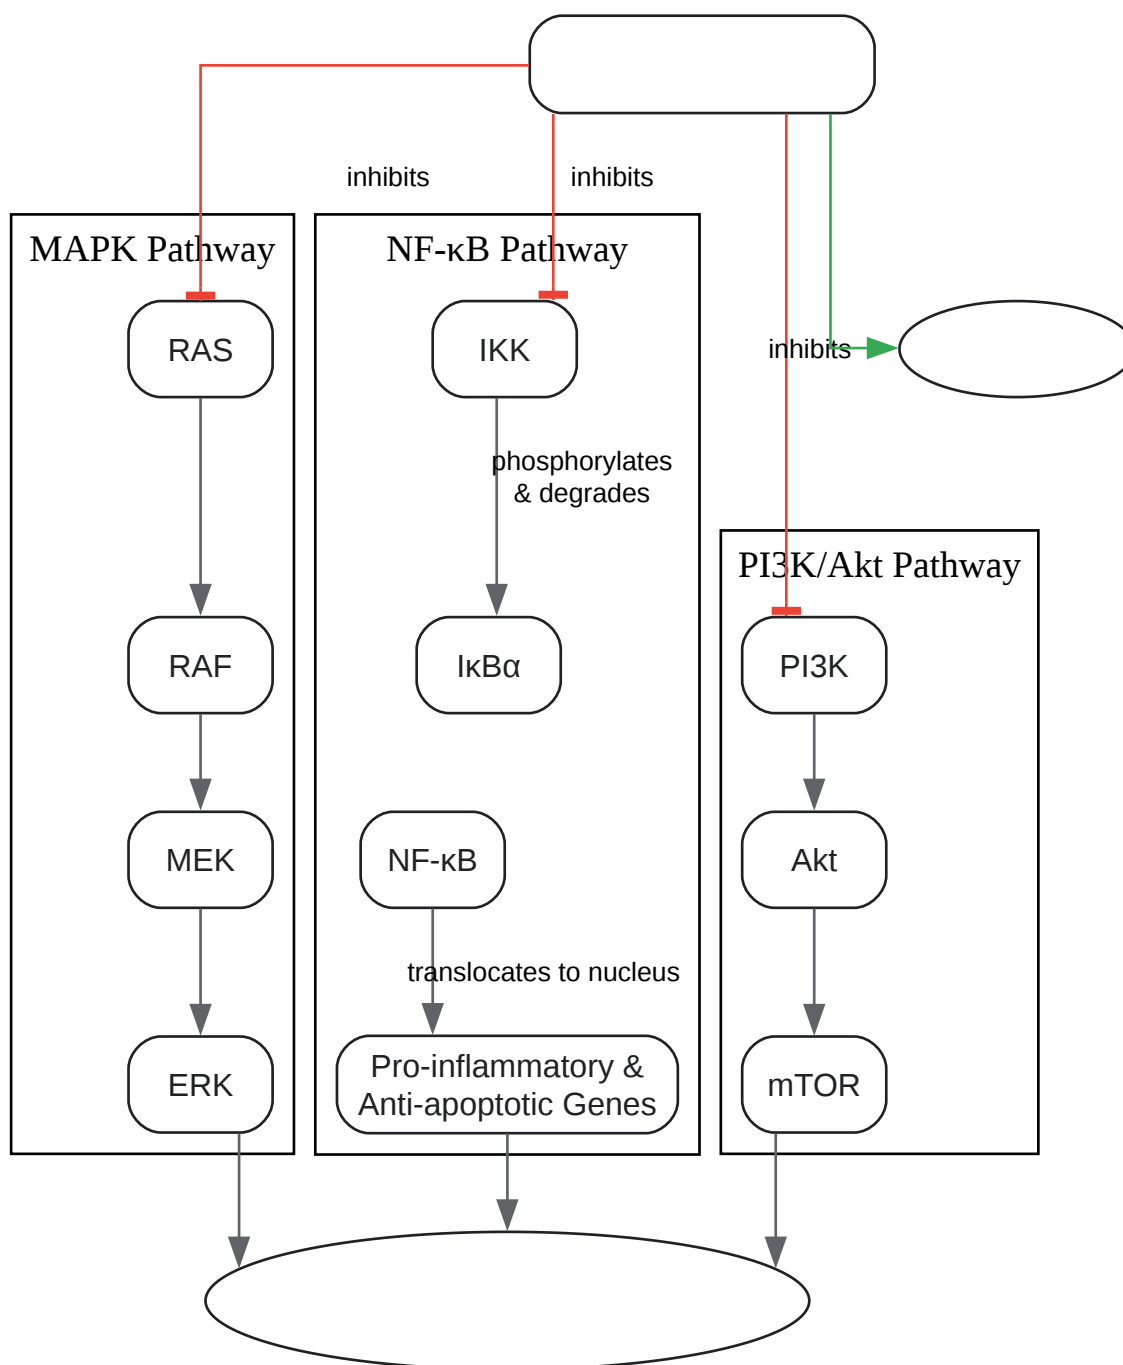 inhibits
inhibits
MAPK Pathway
NF-κB Pathway
RAS
IKK
inhibits
phosphorylates
& degrades
PI3K/Akt Pathway
RAF
IκBα
PI3K
MEK
NF-κB
Akt
translocates to nucleus
ERK
Pro-inflammatory &
Anti-apoptotic Genes
mTOR